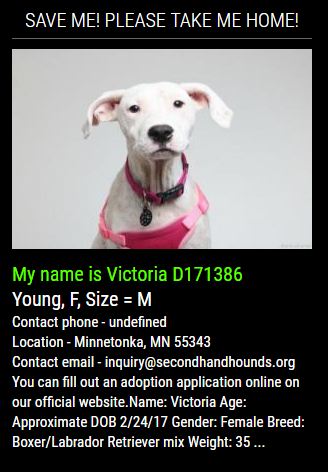 SAVE ME! PLEASE TAKE ME HOME!
My name is Victoria D171386
Young, F, Size = M
Contact phone - undefined
Location - Minnetonka, MN 55343
Contact email - inquiry@secondhandhounds.org
You can fill out an adoption application online on
our official website.Name: Victoria Age:
Approximate DOB 2/24/17 Gender: Female Breed:
Boxer/Labrador Retriever mix Weight: 35 ...